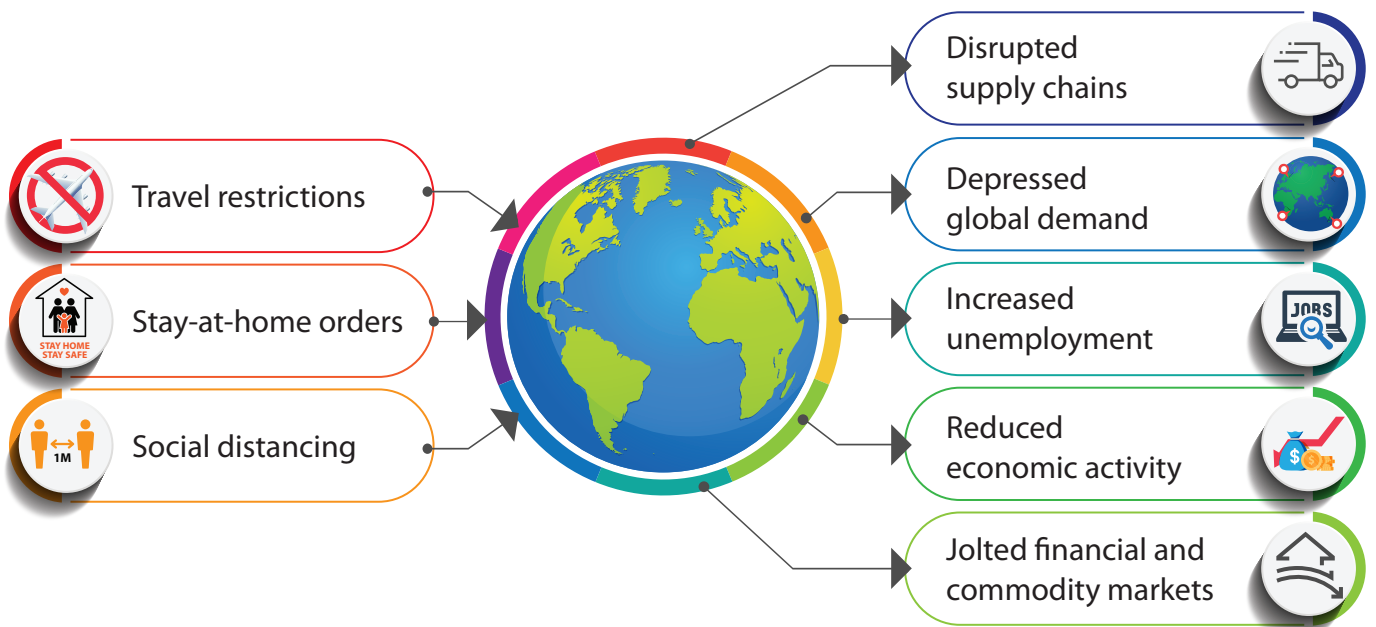 Travel restrictions
STAY HOME
STAY SAFE
Stay-at-home orders
1M
Social distancing
Disrupted
supply chains
Depressed
global demand
JOBS
Increased
unemployment
$
Reduced
economic activity
Jolted financial and
commodity markets